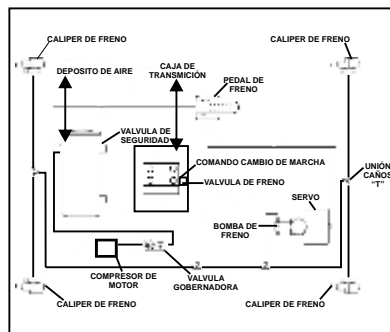 CALIPER DE FRENO
CALIPER DE FRENO
DEPOSITO DE AIRE
CAJA DE
TRANSMICIÓN
PEDAL DE
FRENO
VALVULA DE
SEGURIDAD
COMANDO CAMBIO DE MARCHA
VALVULA DE FRENO
UNIÓN
CAÑOS
"T"
SERVO
BOMBA DE
FRENO
COMPRESOR DE
MOTOR
VALVULA
GOBERNADORA
CALIPER DE FRENO
CALIPER DE FRENO